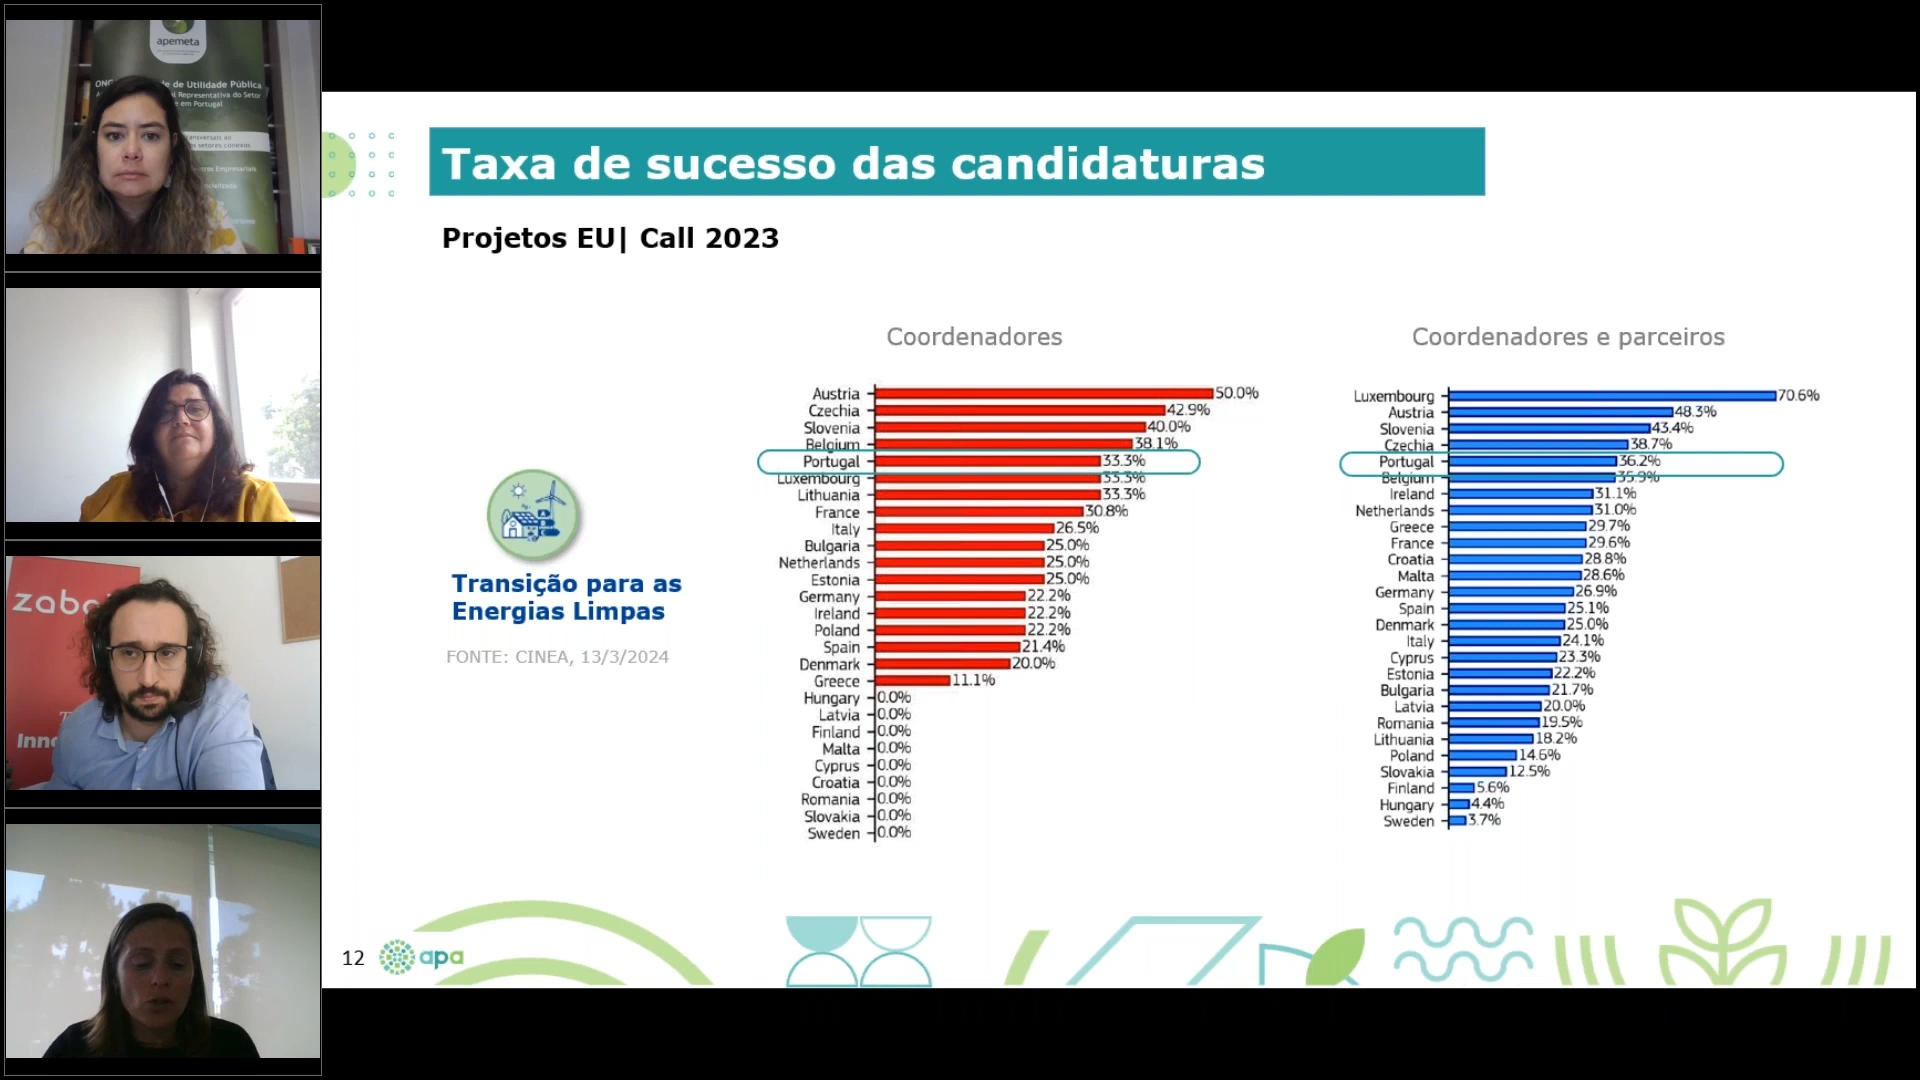 apemeta
de Utilidade Pública
Representativa do Setor
e em Portugal
zaba
Inno
Taxa de sucesso das candidaturas
Projetos EU| Call 2023
Transição para as
Energias Limpas
FONTE: CINEA, 13/3/2024
Coordenadores
Austria 50.0%
Czechia 42.9%
Slovenia 40.0%
Belgium 38.1%
Portugal 33.3%
Luxembourg 33.3%
Lithuania 33.3%
France 30.8%
Italy 26.5%
Bulgaria 25.0%
Netherlands 25.0%
Estonia 25.0%
Germany 22.2%
Ireland 22.2%
Poland 22.2%
Spain 21.4%
Denmark 20.0%
Greece 11.1%
Hungary 0.0%
Latvia 0.0%
Finland 0.0%
Malta 0.0%
Cyprus 0.0%
Croatia 0.0%
Romania 0.0%
Slovakia 0.0%
Sweden 0.0%
Coordenadores e parceiros
Luxembourg 70.6%
Austria 48.3%
Slovenia 43.4%
Czechia 38.7%
Portugal 36.2%
Belgium 35.9%
Ireland 31.1%
Netherlands 31.0%
Greece 29.7%
France 29.6%
Croatia 28.8%
Malta 28.6%
Germany 26.9%
Spain 25.1%
Denmark 25.0%
Italy 24.1%
Cyprus 23.3%
Estonia 22.2%
Bulgaria 21.7%
Latvia 20.0%
Romania 19.5%
Lithuania 18.2%
Poland 14.6%
Slovakia 12.5%
Finland 5.6%
Hungary 4.4%
Sweden 3.7%
12 apa